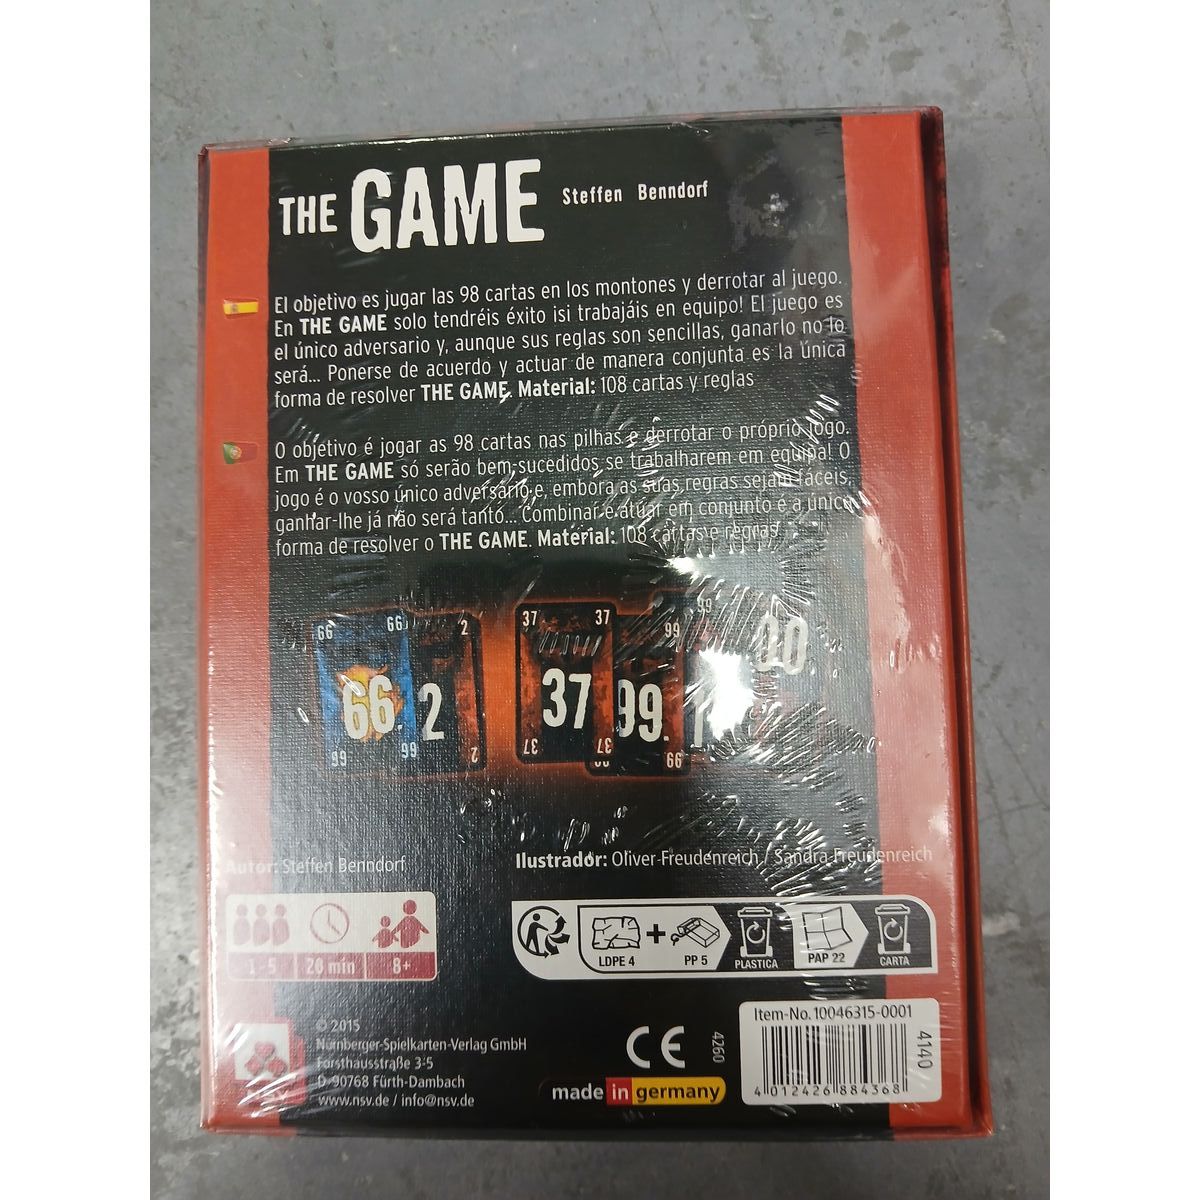 THE GAME Steffen Benndorf
El objetivo es jugar las 98 cartas en los montones y derrotar al juego.
En THE GAME solo tendréis éxito ¡si trabajáis en equipo! El juego es
el único adversario y, aunque sus reglas son sencillas, ganarlo no lo
será... Ponerse de acuerdo y actuar de manera conjunta es la única
forma de resolver THE GAME. Material: 108 cartas y reglas
O objetivo é jogar as 98 cartas nas pilhas e derrotar o próprio jogo.
Em THE GAME só serão bem-sucedidos se trabalharem em equipa! O
jogo é o vosso único adversário e, embora as suas regras sejam fáceis,
ganhar-lhe já não será tanto... Combinar e atuar em conjunto é a única
forma de resolver o THE GAME. Material: 108 cartas e regras
66 66 2 37 37 99 99
66. 2 37 99. 1
66 66 2 37 37 99
Autor: Steffen Benndorf
Ilustrador: Oliver Freudenreich / Sandra Freudenreich
1-5 20 min 8+
LDPE 4 + PP 5 PLASTICA PAP 22 CARTA
© 2015
Nürnberger-Spielkarten-Verlag GmbH
Forsthausstraße 3-5
D-90768 Fürth-Dambach
www.nsv.de / info@nsv.de
CE
4260
made in germany
Item-No. 10046315-0001
4140
4 012426 884368